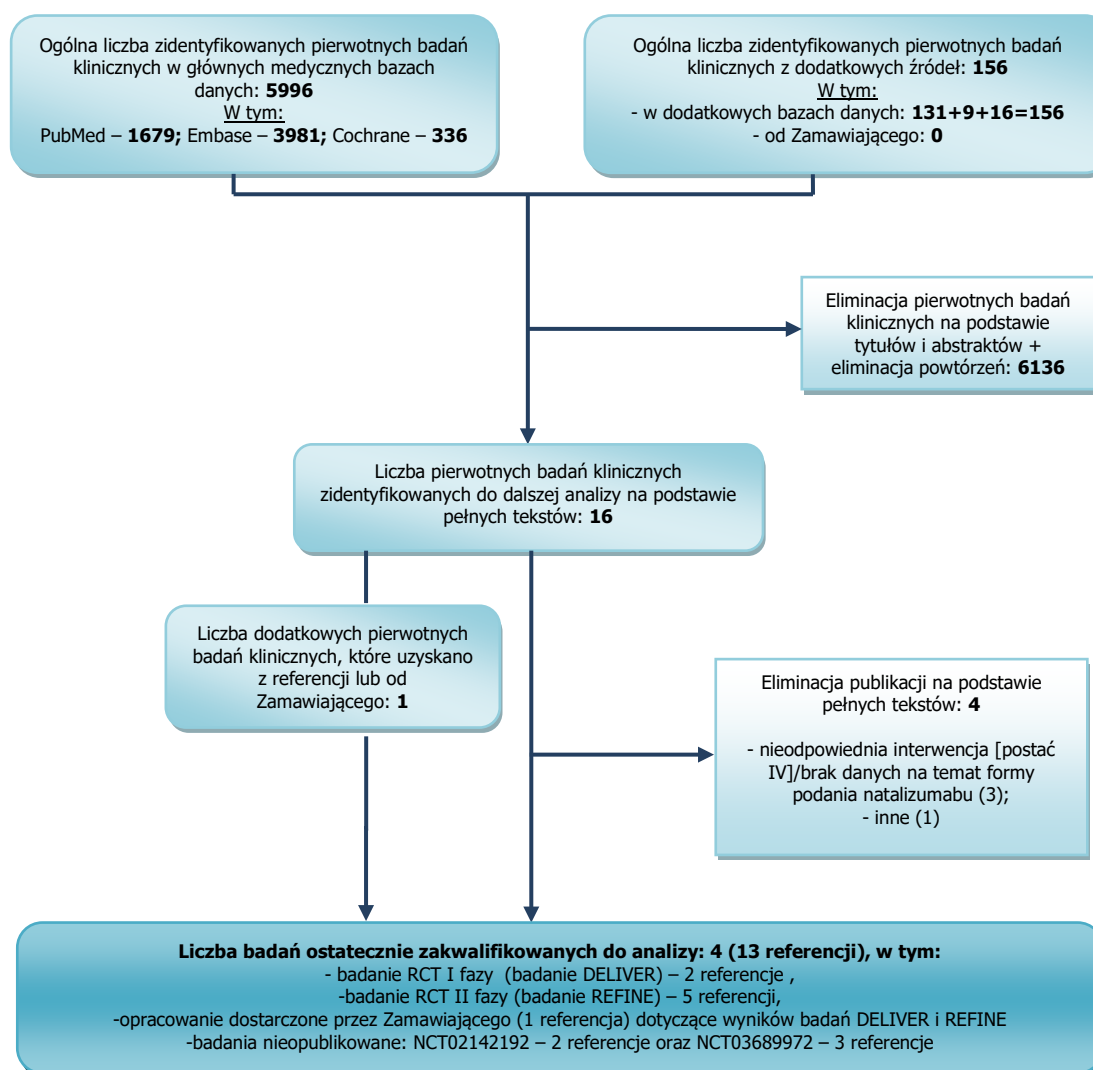 Ogólna liczba zidentyfikowanych pierwotnych badań
klinicznych w głównych medycznych bazach
danych: 5996
W tym:
PubMed – 1679; Embase – 3981; Cochrane – 336
Ogólna liczba zidentyfikowanych pierwotnych badań
klinicznych z dodatkowych źródeł: 156
W tym:
- w dodatkowych bazach danych: 131+9+16=156
- od Zamawiającego: 0
Eliminacja pierwotnych badań
klinicznych na podstawie
tytułów i abstraktów +
eliminacja powtórzeń: 6136
Liczba pierwotnych badań klinicznych
zidentyfikowanych do dalszej analizy na podstawie
pełnych tekstów: 16
Liczba dodatkowych pierwotnych
badań klinicznych, które uzyskano
z referencji lub od
Zamawiającego: 1
Eliminacja publikacji na podstawie
pełnych tekstów: 4
- nieodpowiednia interwencja [postać
IV]/brak danych na temat formy
podania natalizumabu (3);
- inne (1)
Liczba badań ostatecznie zakwalifikowanych do analizy: 4 (13 referencji), w tym:
- badanie RCT I fazy (badanie DELIVER) – 2 referencje ,
-badanie RCT II fazy (badanie REFINE) – 5 referencji,
-opracowanie dostarczone przez Zamawiającego (1 referencja) dotyczące wyników badań DELIVER i REFINE
-badania nieopublikowane: NCT02142192 – 2 referencje oraz NCT03689972 – 3 referencje